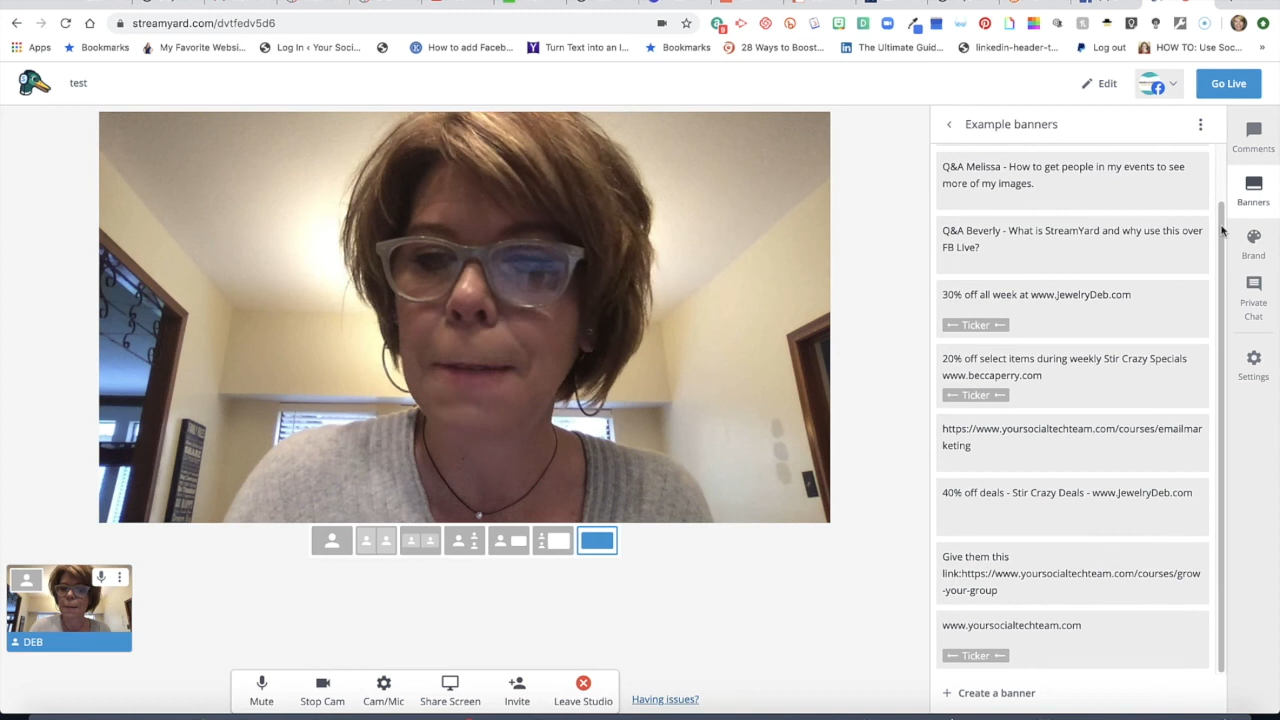 streamyard.com/dvtfedv5d6
Apps
Bookmarks
My Favorite Websi...
Log In ‹ Your Soci...
How to add Faceb...
Turn Text into an I...
Bookmarks
28 Ways to Boost...
The Ultimate Guid...
linkedin-header-t...
Log out
HOW TO: Use Soc...
»
test
Edit
Go Live
Example banners
Q&A Melissa - How to get people in my events to see
more of my images.
Q&A Beverly - What is StreamYard and why use this over
FB Live?
30% off all week at www.JewelryDeb.com
Ticker
20% off select items during weekly Stir Crazy Specials
www.beccaperry.com
Ticker
https://www.yoursocialtechteam.com/courses/emailmar
keting
40% off deals - Stir Crazy Deals - www.JewelryDeb.com
Give them this
link:https://www.yoursocialtechteam.com/courses/grow
-your-group
www.yoursocialtechteam.com
Ticker
Create a banner
Comments
Banners
Brand
Private
Chat
Settings
DEB
Mute
Stop Cam
Cam/Mic
Share Screen
Invite
Leave Studio
Having issues?